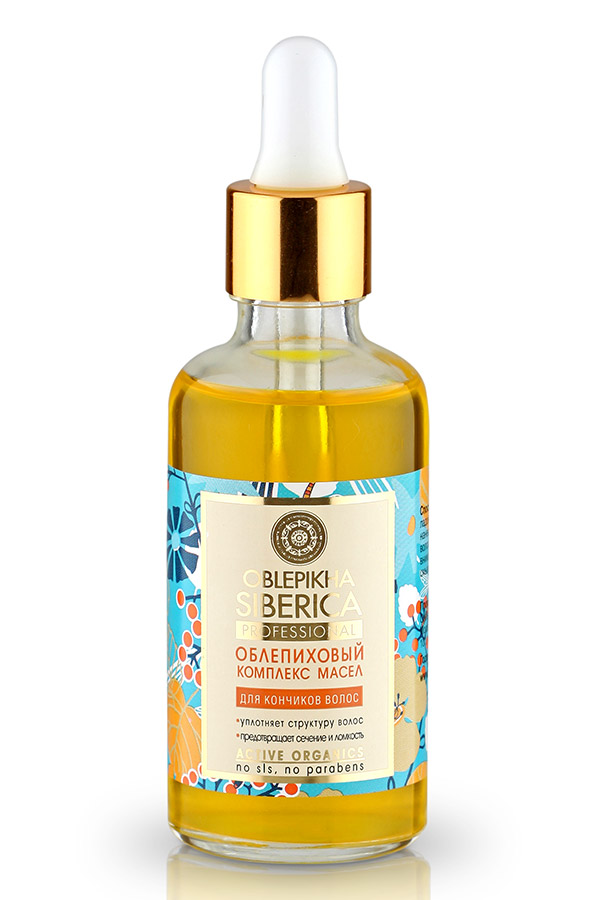 OBLEPIKHA
SIBERICA
PROFESSIONAL
ОБЛЕПИХОВЫЙ
КОМПЛЕКС МАСЕЛ
ДЛЯ КОНЧИКОВ ВОЛОС
•уплотняет структуру волос
•предотвращает сечение и ломкость
ACTIVE ORGANICS
no sls, no parabens